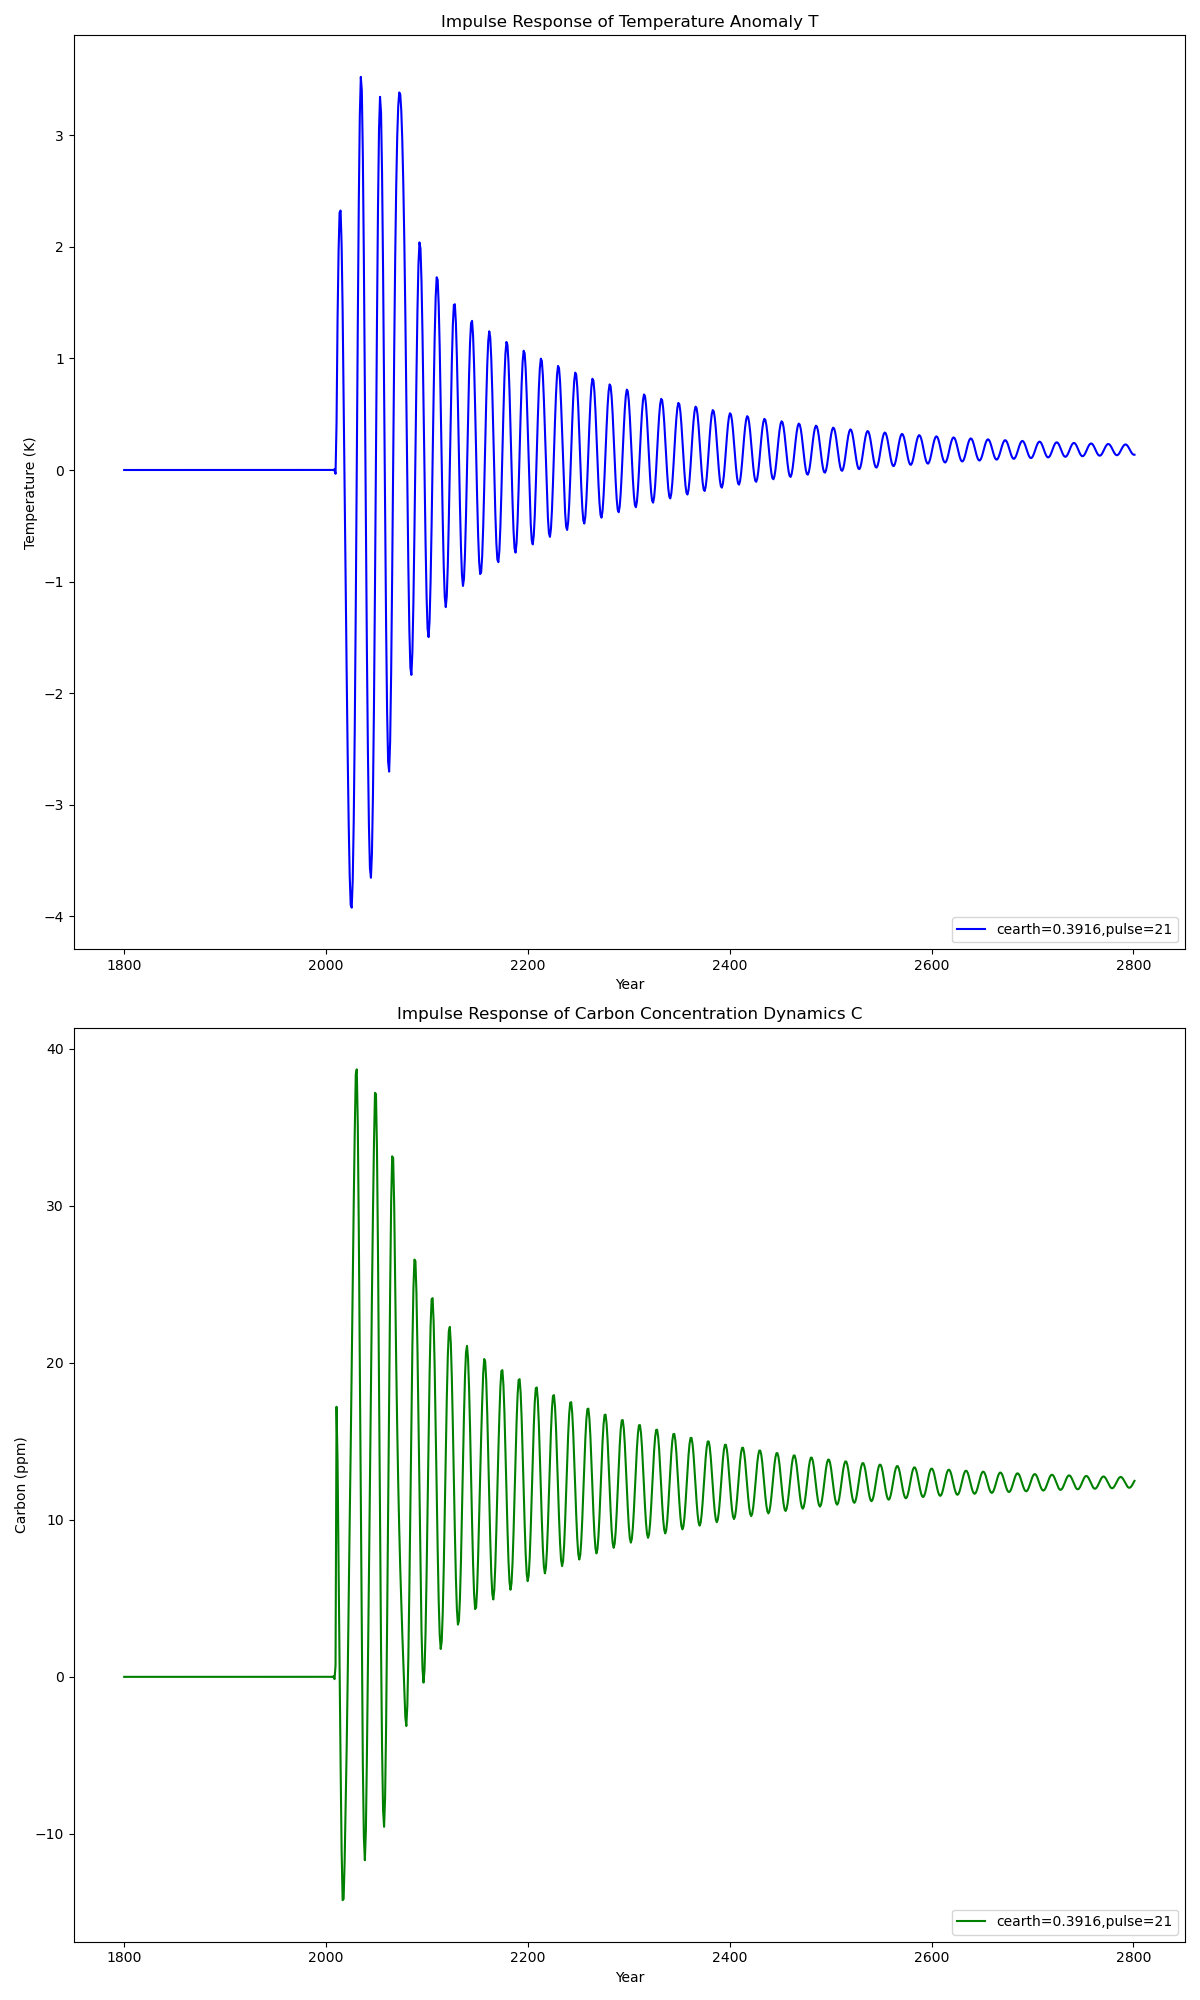 Impulse Response of Temperature Anomaly T
Temperature (K)
3
2
1
0
−1
−2
−3
−4
cearth=0.3916,pulse=21
1800 2000 2200 2400 2600 2800
Year
Impulse Response of Carbon Concentration Dynamics C
Carbon (ppm)
40
30
20
10
0
−10
cearth=0.3916,pulse=21
1800 2000 2200 2400 2600 2800
Year